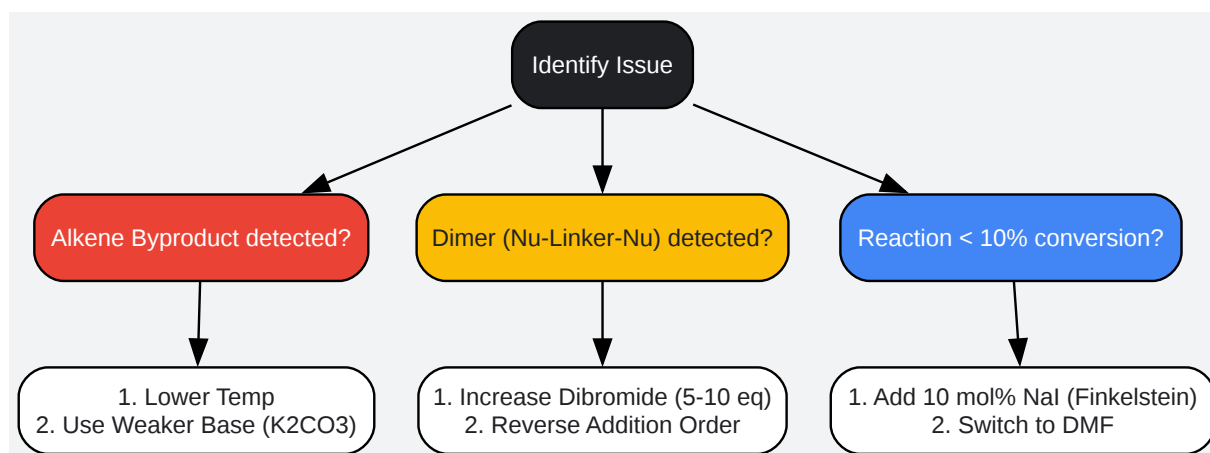 Identify Issue
Alkene Byproduct detected?
Dimer (Nu-Linker-Nu) detected?
Reaction < 10% conversion?
1. Lower Temp
2. Use Weaker Base (K2CO3)
1. Increase Dibromide (5-10 eq)
2. Reverse Addition Order
1. Add 10 mol% NaI (Finkelstein)
2. Switch to DMF